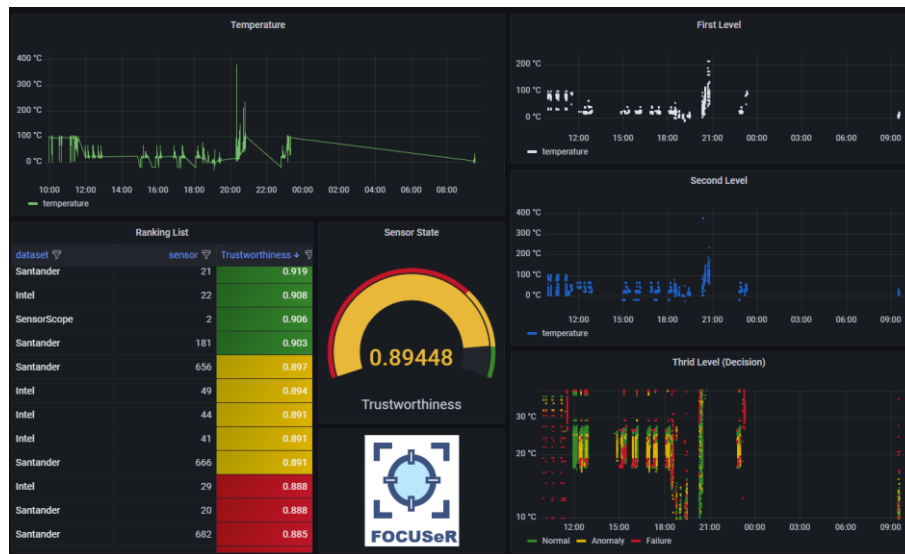 Temperature
400 °C
300 °C
200 °C
100 °C
0 °C
10:00 12:00 14:00 16:00 18:00 20:00 22:00 00:00 02:00 04:00 06:00 08:00
temperature
First Level
200 °C
100 °C
0 °C
12:00 15:00 18:00 21:00 00:00 03:00 06:00 09:00
temperature
Second Level
400 °C
300 °C
200 °C
100 °C
0 °C
12:00 15:00 18:00 21:00 00:00 03:00 06:00 09:00
temperature
Ranking List
dataset sensor Trustworthiness ↓
Santander 21 0.919
Intel 22 0.908
SensorScope 2 0.906
Santander 181 0.903
Santander 656 0.897
Intel 49 0.894
Intel 44 0.891
Intel 41 0.891
Santander 666 0.891
Intel 29 0.888
Santander 20 0.888
Santander 682 0.885
Sensor State
0.89448
Trustworthiness
FOCUSeR
Thrid Level (Decision)
30 °C
20 °C
10 °C
12:00 15:00 18:00 21:00 00:00 03:00 06:00 09:00
Normal Anomaly Failure